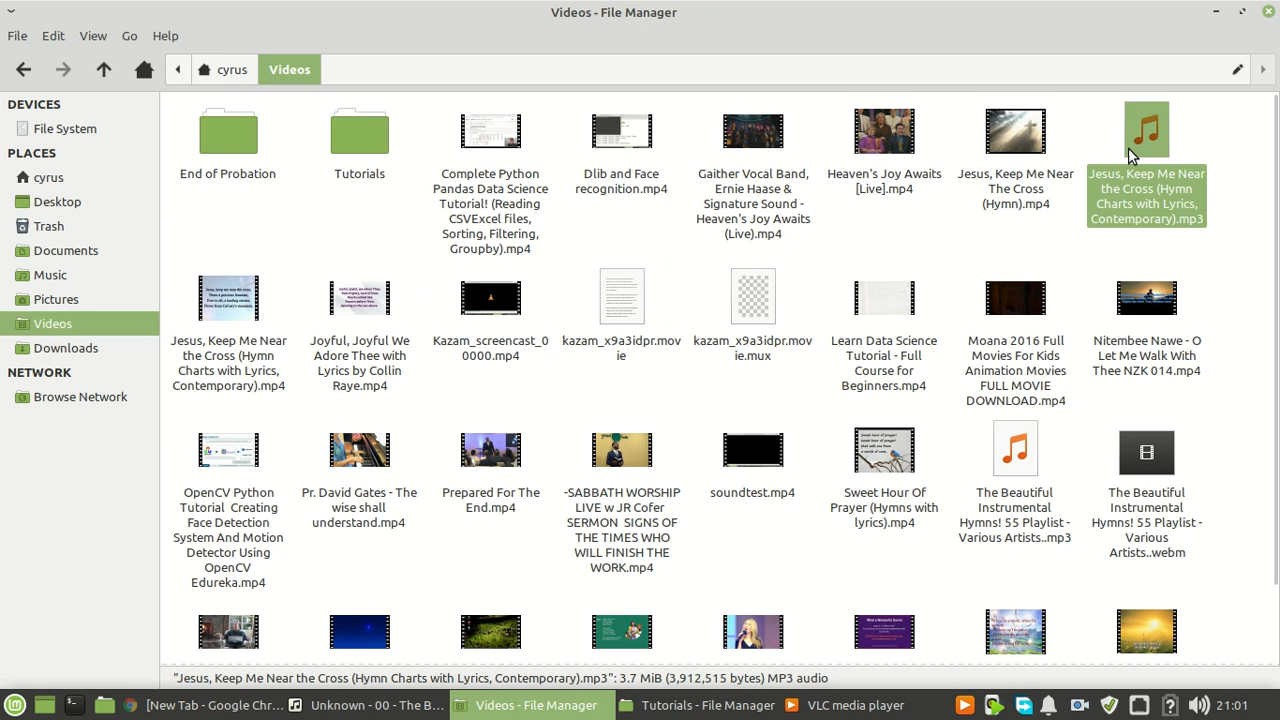 Videos - File Manager
File Edit View Go Help
cyrus Videos
DEVICES
File System
PLACES
cyrus
Desktop
Trash
Documents
Music
Pictures
Videos
Downloads
NETWORK
Browse Network
End of Probation
Tutorials
Complete Python
Pandas Data Science
Tutorial! (Reading
CSVExcel files,
Sorting, Filtering,
Groupby).mp4
Dlib and Face
recognition.mp4
Gaither Vocal Band,
Ernie Haase &
Signature Sound -
Heaven's Joy Awaits
(Live).mp4
Heaven's Joy Awaits
[Live].mp4
Jesus, Keep Me Near
The Cross
(Hymn).mp4
Jesus, Keep Me Near
the Cross (Hymn
Charts with Lyrics,
Contemporary).mp3
Jesus, Keep Me Near
the Cross (Hymn
Charts with Lyrics,
Contemporary).mp4
Joyful, Joyful We
Adore Thee with
Lyrics by Collin
Raye.mp4
Kazam_screencast_0
0000.mp4
kazam_x9a3idpr.mov
ie
kazam_x9a3idpr.mov
ie.mux
Learn Data Science
Tutorial - Full
Course for
Beginners.mp4
Moana 2016 Full
Movies For Kids
Animation Movies
FULL MOVIE
DOWNLOAD.mp4
Nitembee Nawe - O
Let Me Walk With
Thee NZK 014.mp4
OpenCV Python
Tutorial Creating
Face Detection
System And Motion
Detector Using
OpenCV
Edureka.mp4
Pr. David Gates - The
wise shall
understand.mp4
Prepared For The
End.mp4
-SABBATH WORSHIP
LIVE w JR Cofer
SERMON SIGNS OF
THE TIMES WHO
WILL FINISH THE
WORK.mp4
soundtest.mp4
Sweet Hour Of
Prayer (Hymns with
lyrics).mp4
The Beautiful
Instrumental
Hymns! 55 Playlist -
Various Artists..mp3
The Beautiful
Instrumental
Hymns! 55 Playlist -
Various
Artists..webm
"Jesus, Keep Me Near the Cross (Hymn Charts with Lyrics, Contemporary).mp3": 3.7 MiB (3,912,515 bytes) MP3 audio
[New Tab - Google Chr... Unknown - 00 - The B... Videos - File Manager Tutorials - File Manager VLC media player 21:01